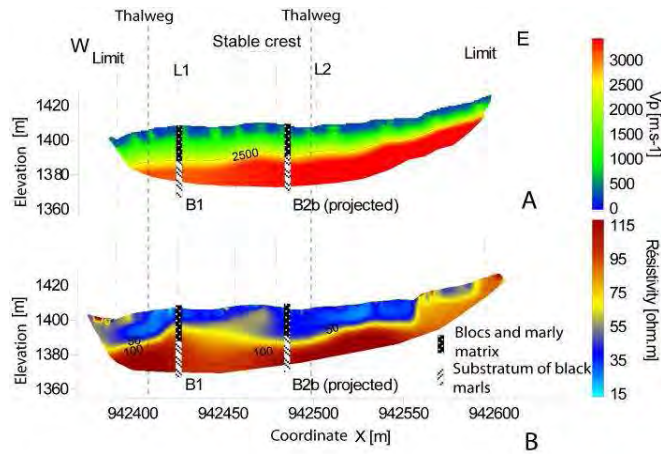 Thalweg Thalweg
W Stable crest E
Limit Limit
L1 L2
1420
1400
1380
1360
Elevation [m]
2500
B1 B2b (projected) A
3000
2500
2000
1500
1000
500
0
Vp [m.s-1]
1420
1400
1380
1360
Elevation [m]
50 100 100 50
B1 B2b (projected)
Blocs and marly
matrix
Substratum of black
marls
115
95
75
55
35
15
Résistivity [ohm.m]
942400 942450 942500 942550 942600
Coordinate X [m]
B